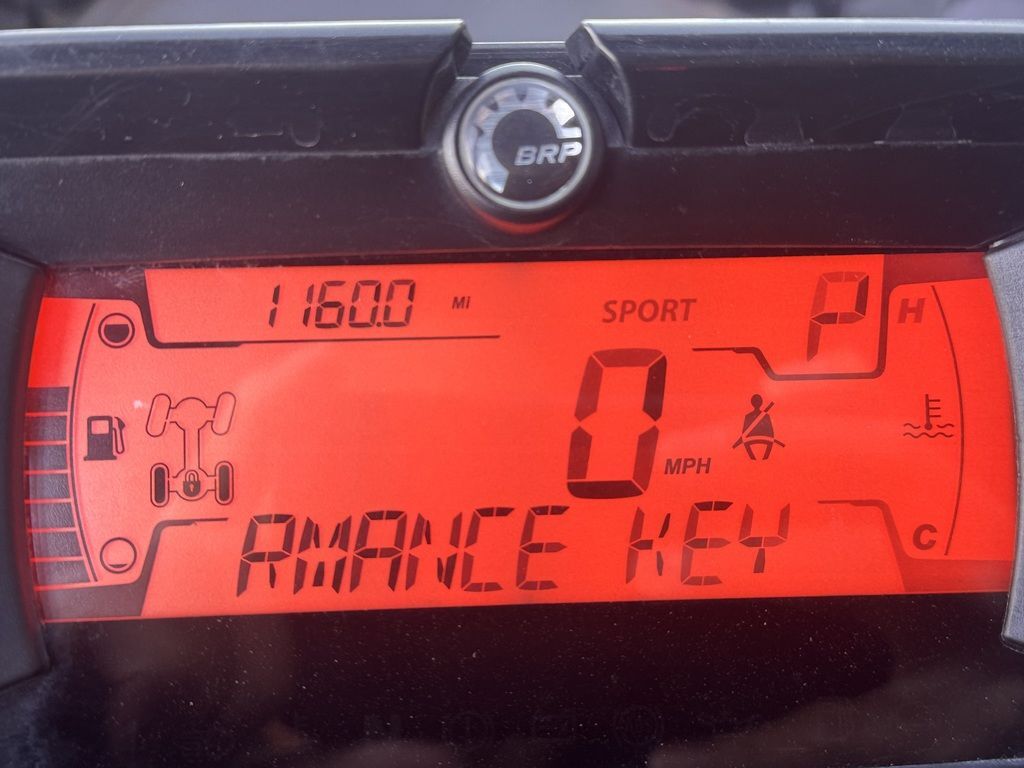 BRP
1160.0 Mi
SPORT
P
H
0 MPH
C
RMANCE KEY